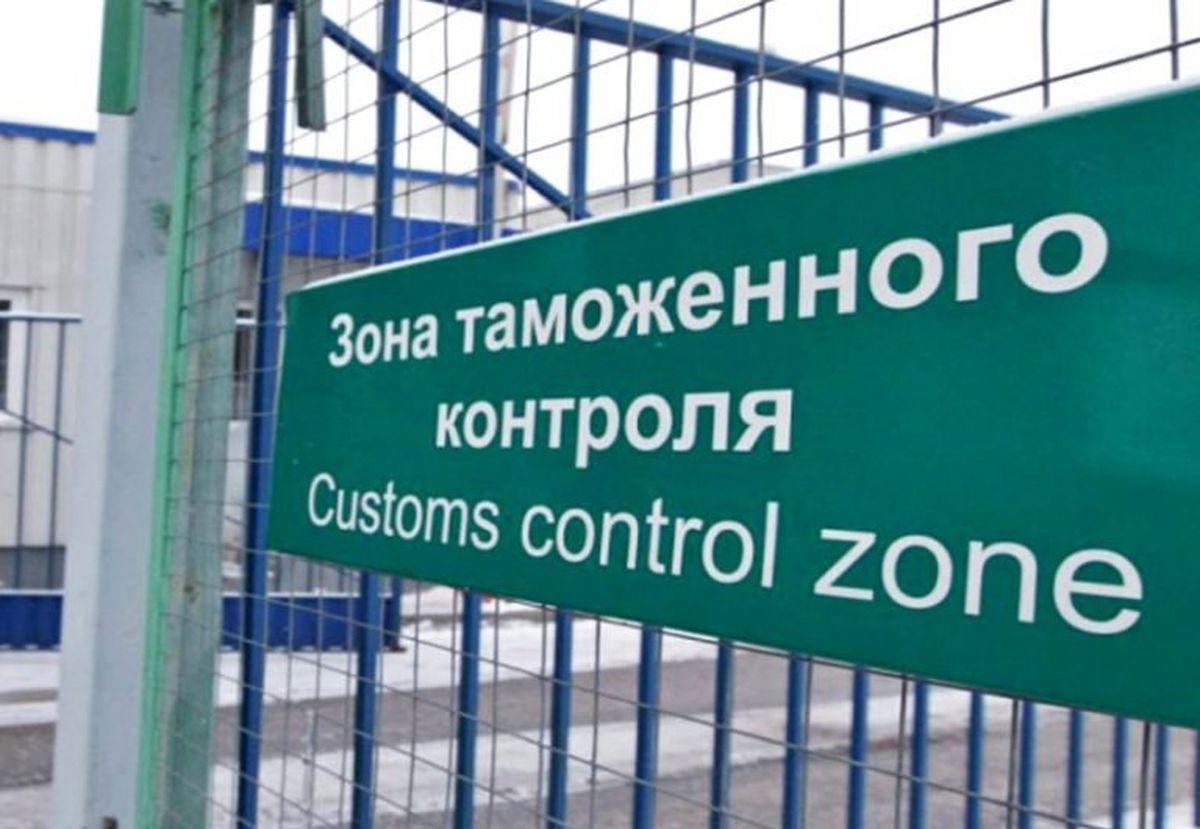 Зона таможенного
контроля
Customs control zone